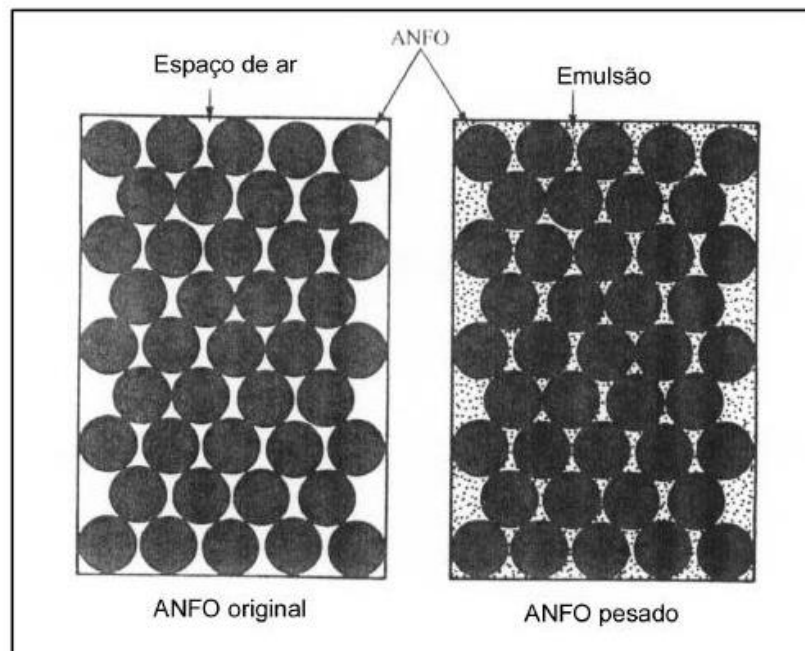 ANFO
Espaço de ar
Emulsão
ANFO original
ANFO pesado